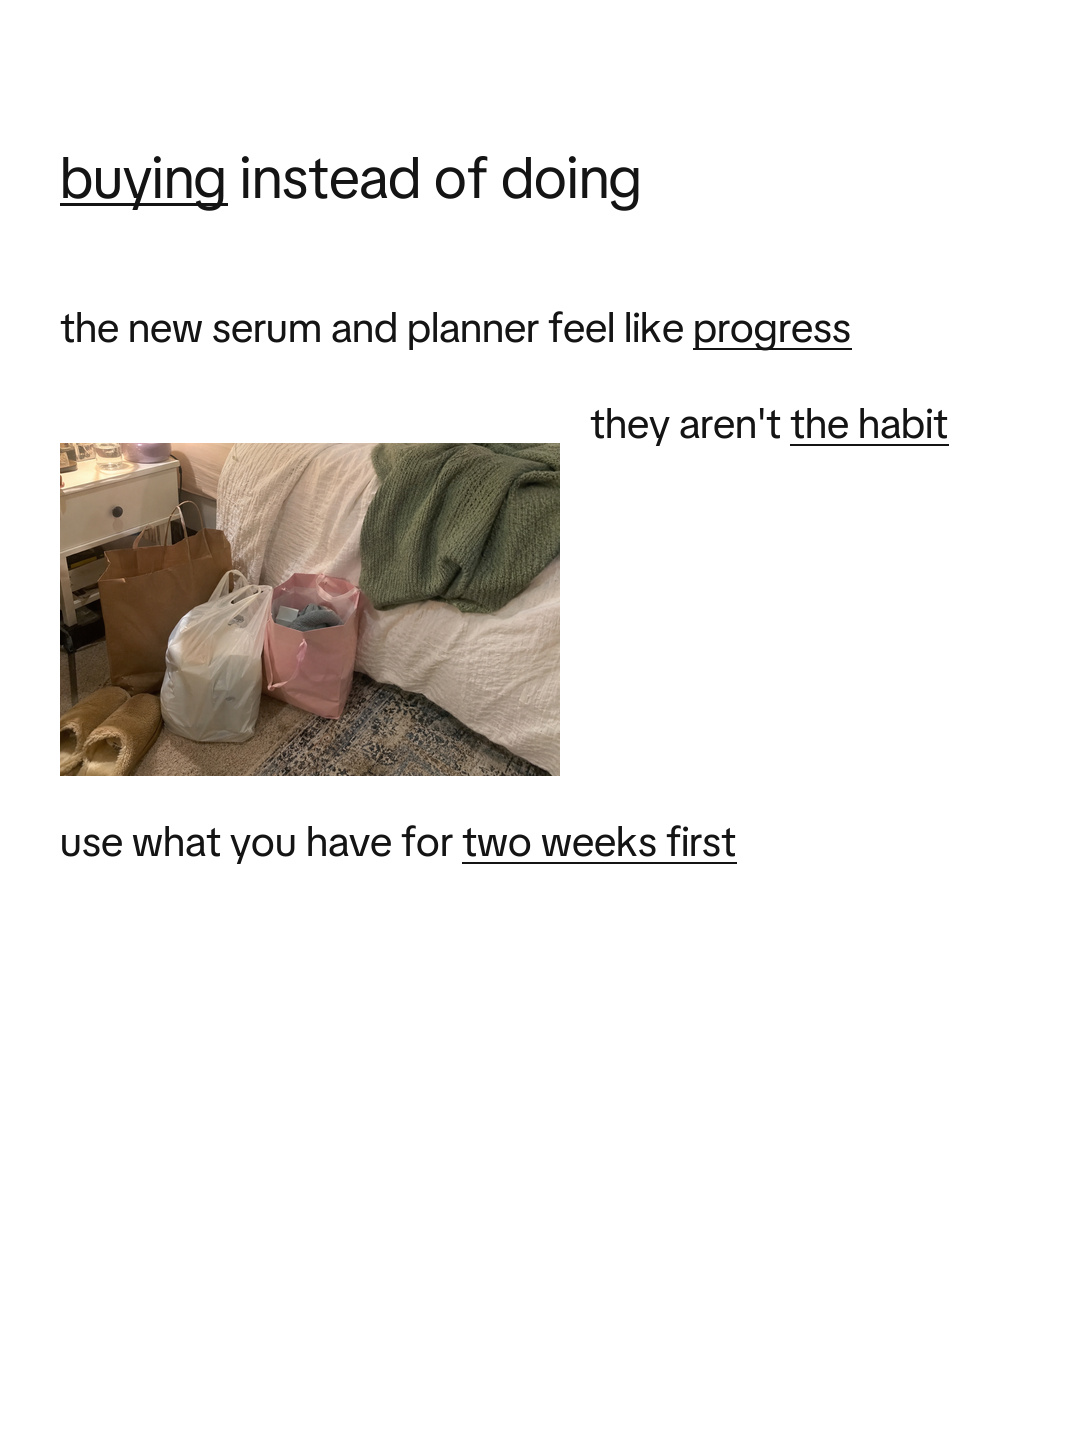 buying instead of doing
the new serum and planner feel like progress
they aren't the habit
use what you have for two weeks first